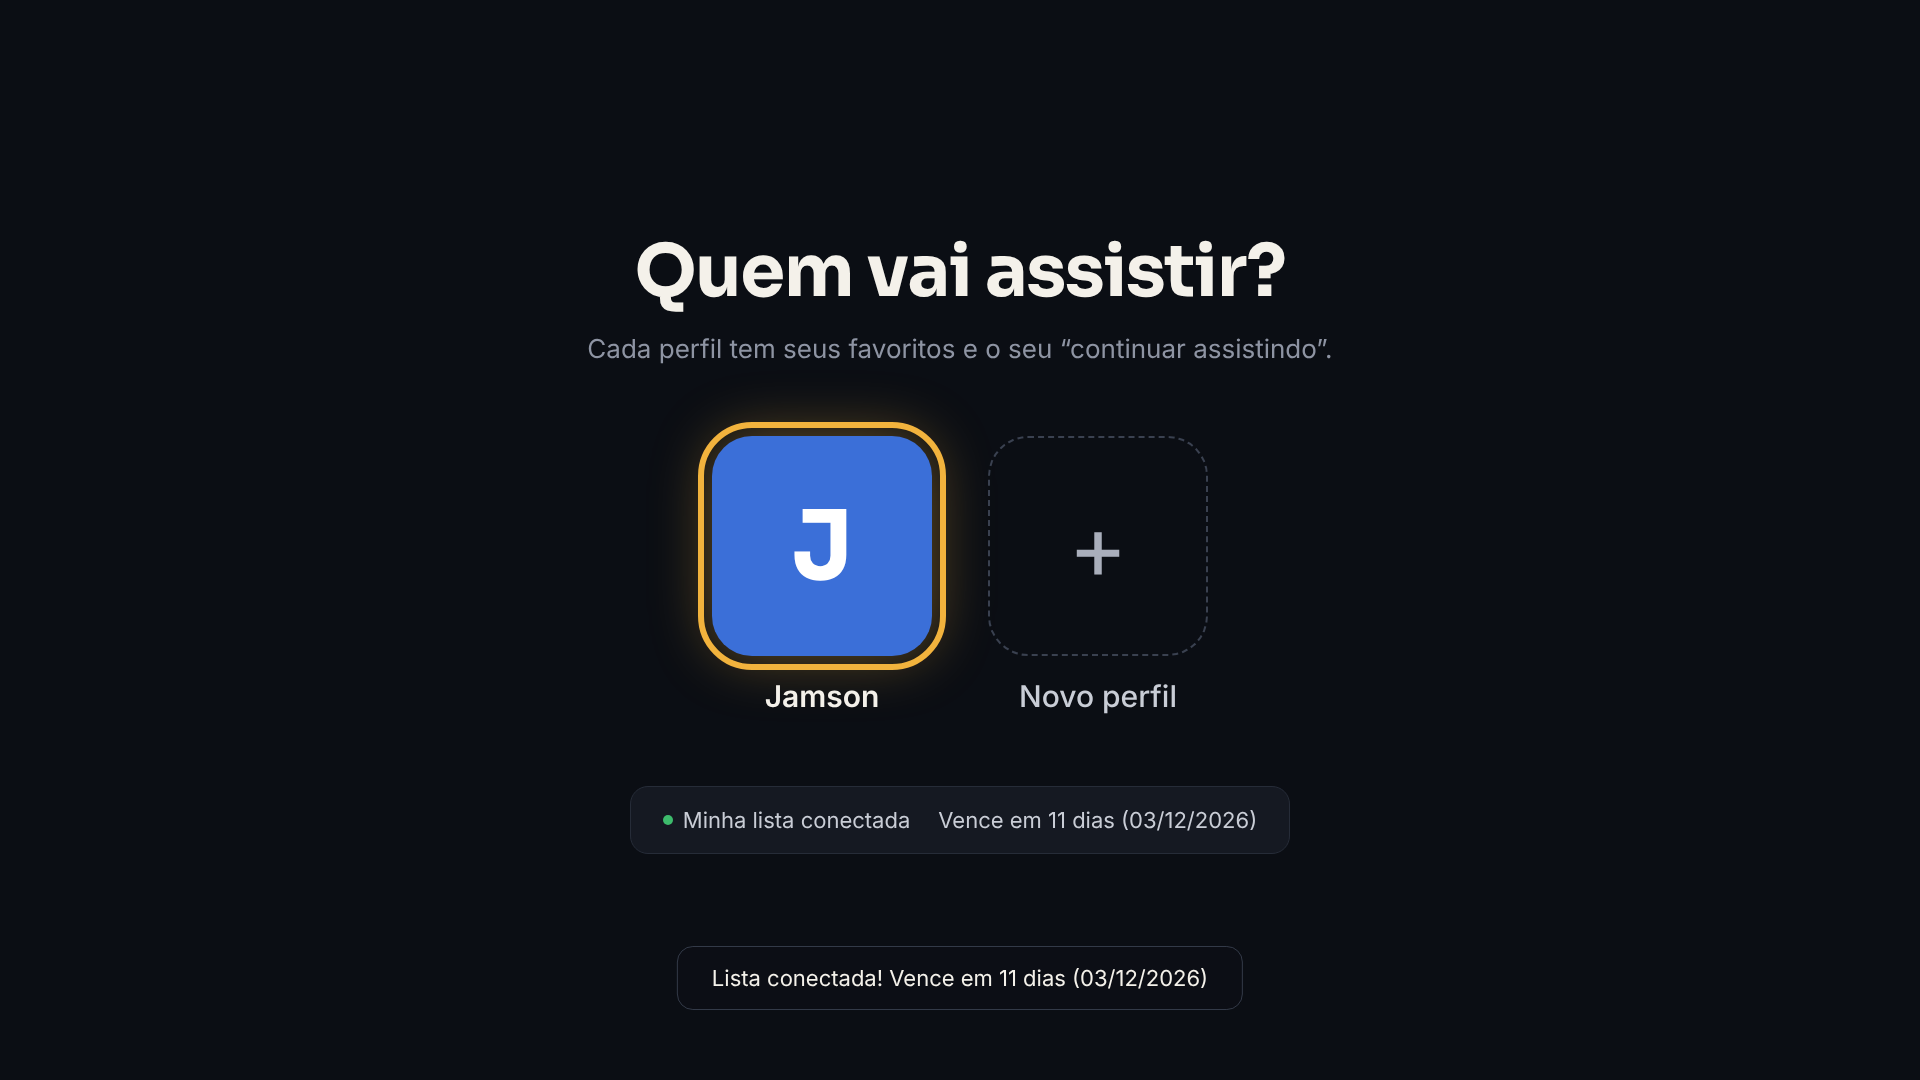 Quem vai assistir?
Cada perfil tem seus favoritos e o seu “continuar assistindo”.
J
+
Jamson
Novo perfil
Minha lista conectada Vence em 11 dias (03/12/2026)
Lista conectada! Vence em 11 dias (03/12/2026)